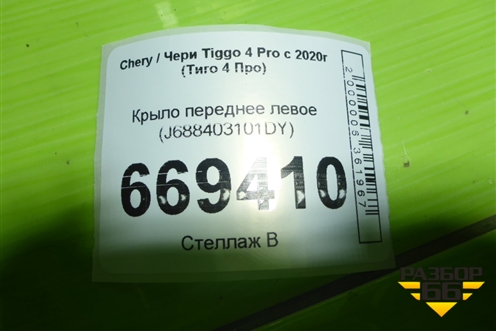 Chery / Чери Tiggo 4 Pro с 2020г
(Тиго 4 Про)
Крыло переднее левое
(J688403101DY)
669410
Стеллаж В
2000005361967
РАЗБОР
66